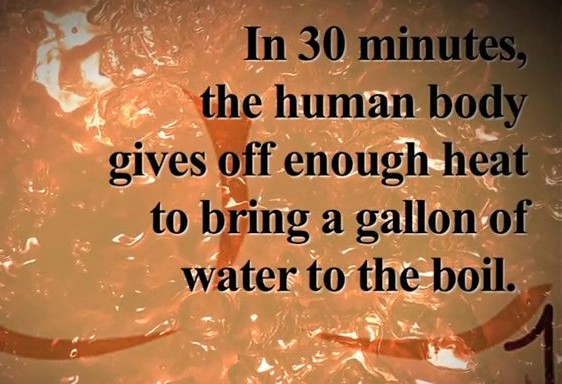 In 30 minutes,
the human body
gives off enough heat
to bring a gallon of
water to the boil.